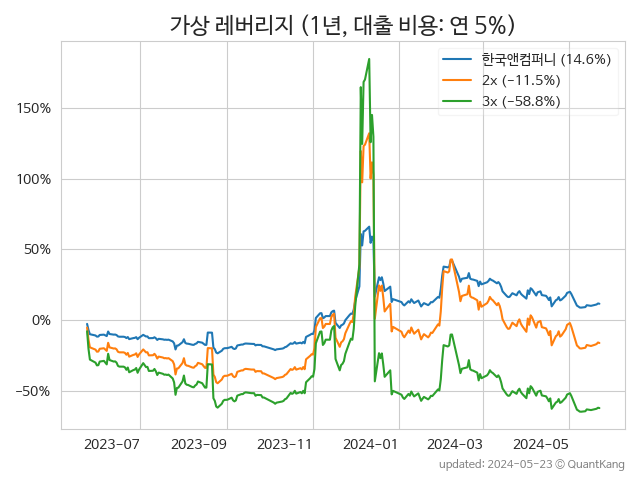 가상 레버리지 (1년, 대출 비용: 연 5%)
한국앤컴퍼니 (14.6%)
2x (−11.5%)
3x (−58.8%)
150%
100%
50%
0%
−50%
2023-07 2023-09 2023-11 2024-01 2024-03 2024-05
updated: 2024-05-23 © QuantKang